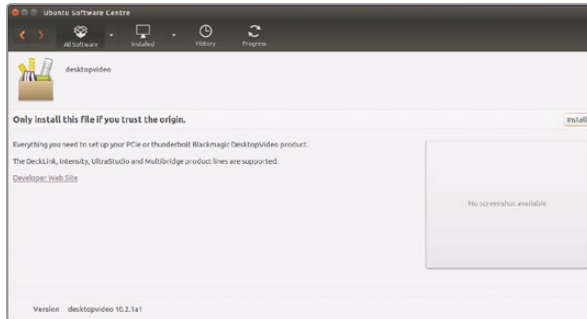 Ubuntu Software Centre
All Software Installed History Progress
desktopvideo
Only install this file if you trust the origin.
Install
Everything you need to set up your PCIe or thunderbolt Blackmagic DesktopVideo product.
The DeckLink, Intensity, UltraStudio and Multibridge product lines are supported.
Developer Web Site
No screenshot available
Version desktopvideo 10.2.1a1